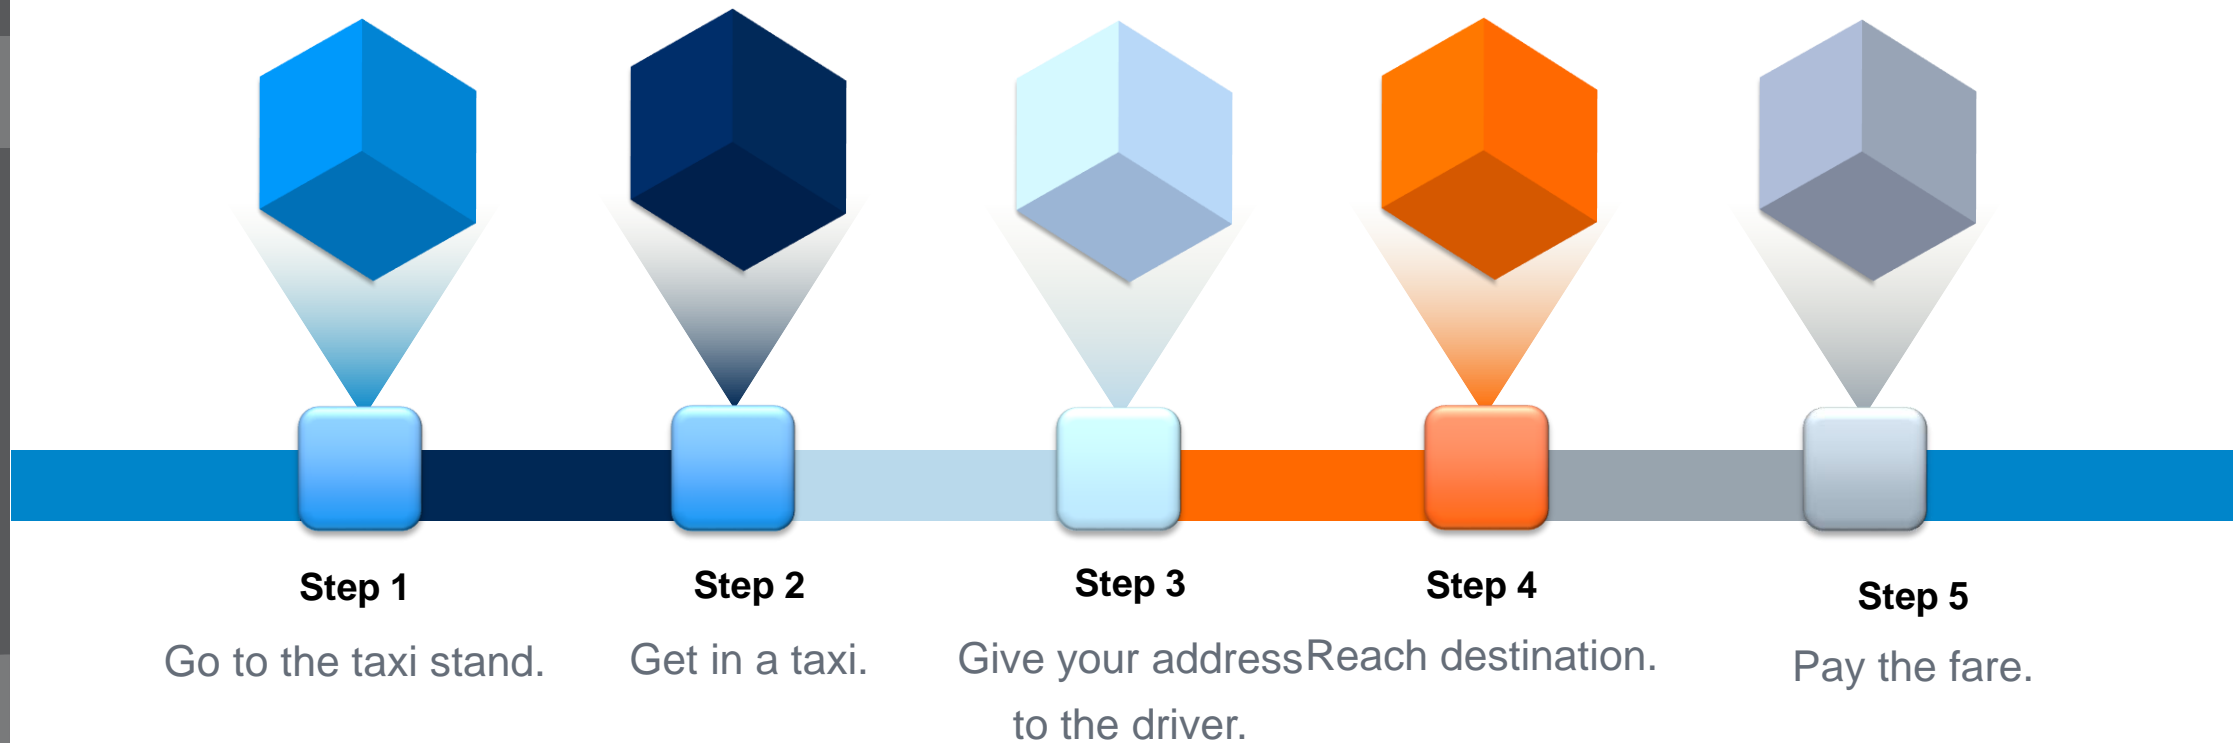 Step 1
Go to the taxi stand.
Step 2
Get in a taxi.
Step 3
Give your address
to the driver.
Step 4
Reach destination.
Step 5
Pay the fare.